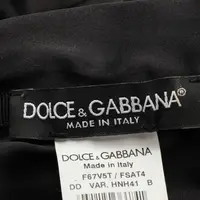 DOLCE & GABBANA
MADE IN ITALY
DOLCE & GABBANA
Made in Italy
F67V5T / FSAT4
DD VAR. HNH41 B